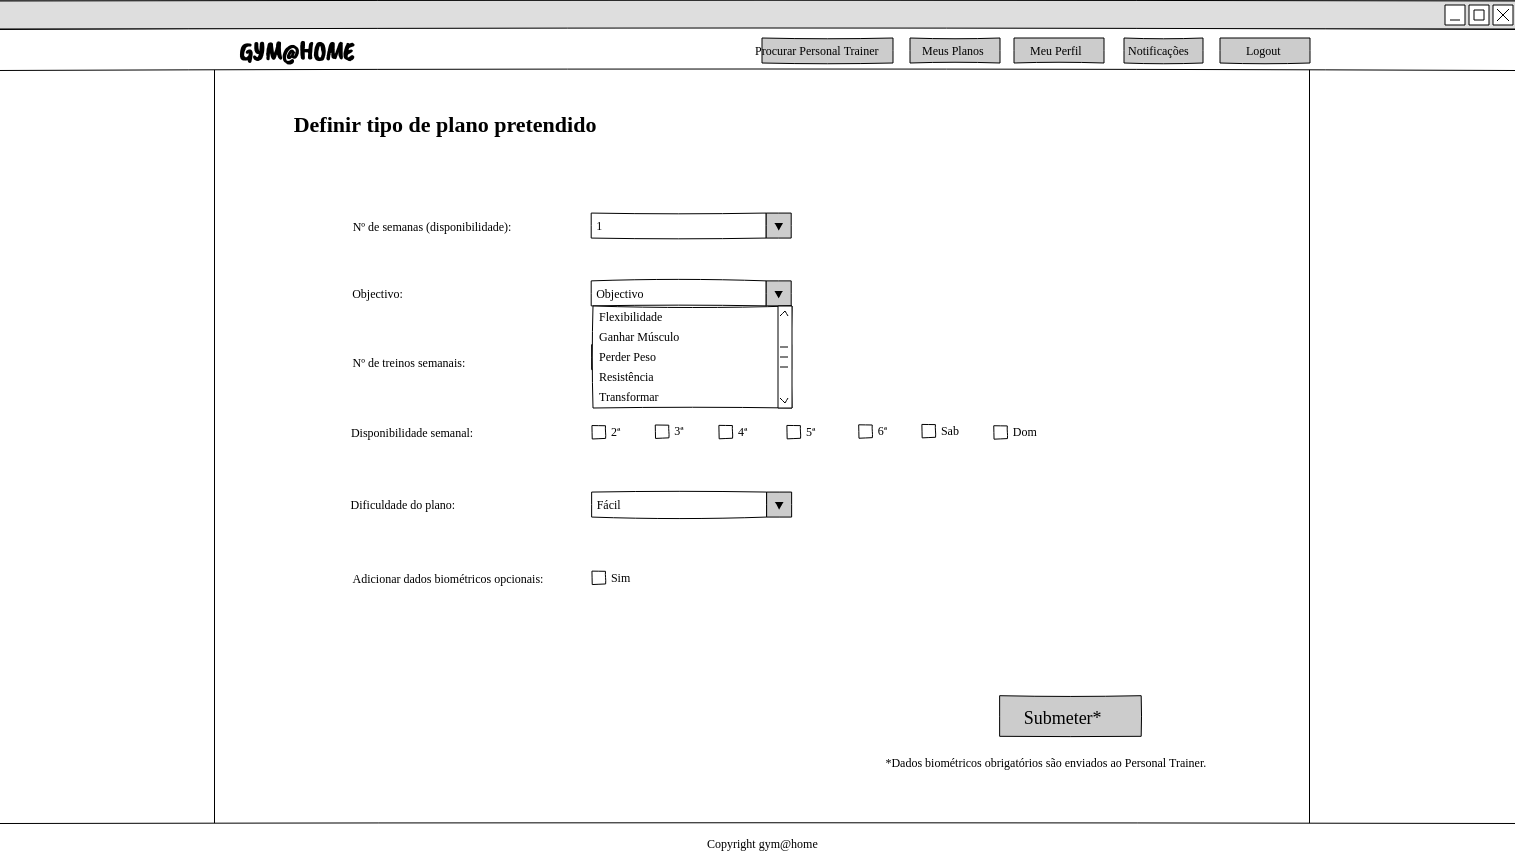 GYM@HOME
Procurar Personal Trainer
Meus Planos
Meu Perfil
Notificações
Logout
Definir tipo de plano pretendido
Nº de semanas (disponibilidade):
1
Objectivo:
Objectivo
Flexibilidade
Ganhar Músculo
Perder Peso
Resistência
Transformar
Nº de treinos semanais:
Disponibilidade semanal:
2ª
3ª
4ª
5ª
6ª
Sab
Dom
Dificuldade do plano:
Fácil
Adicionar dados biométricos opcionais:
Sim
Submeter*
*Dados biométricos obrigatórios são enviados ao Personal Trainer.
Copyright gym@home